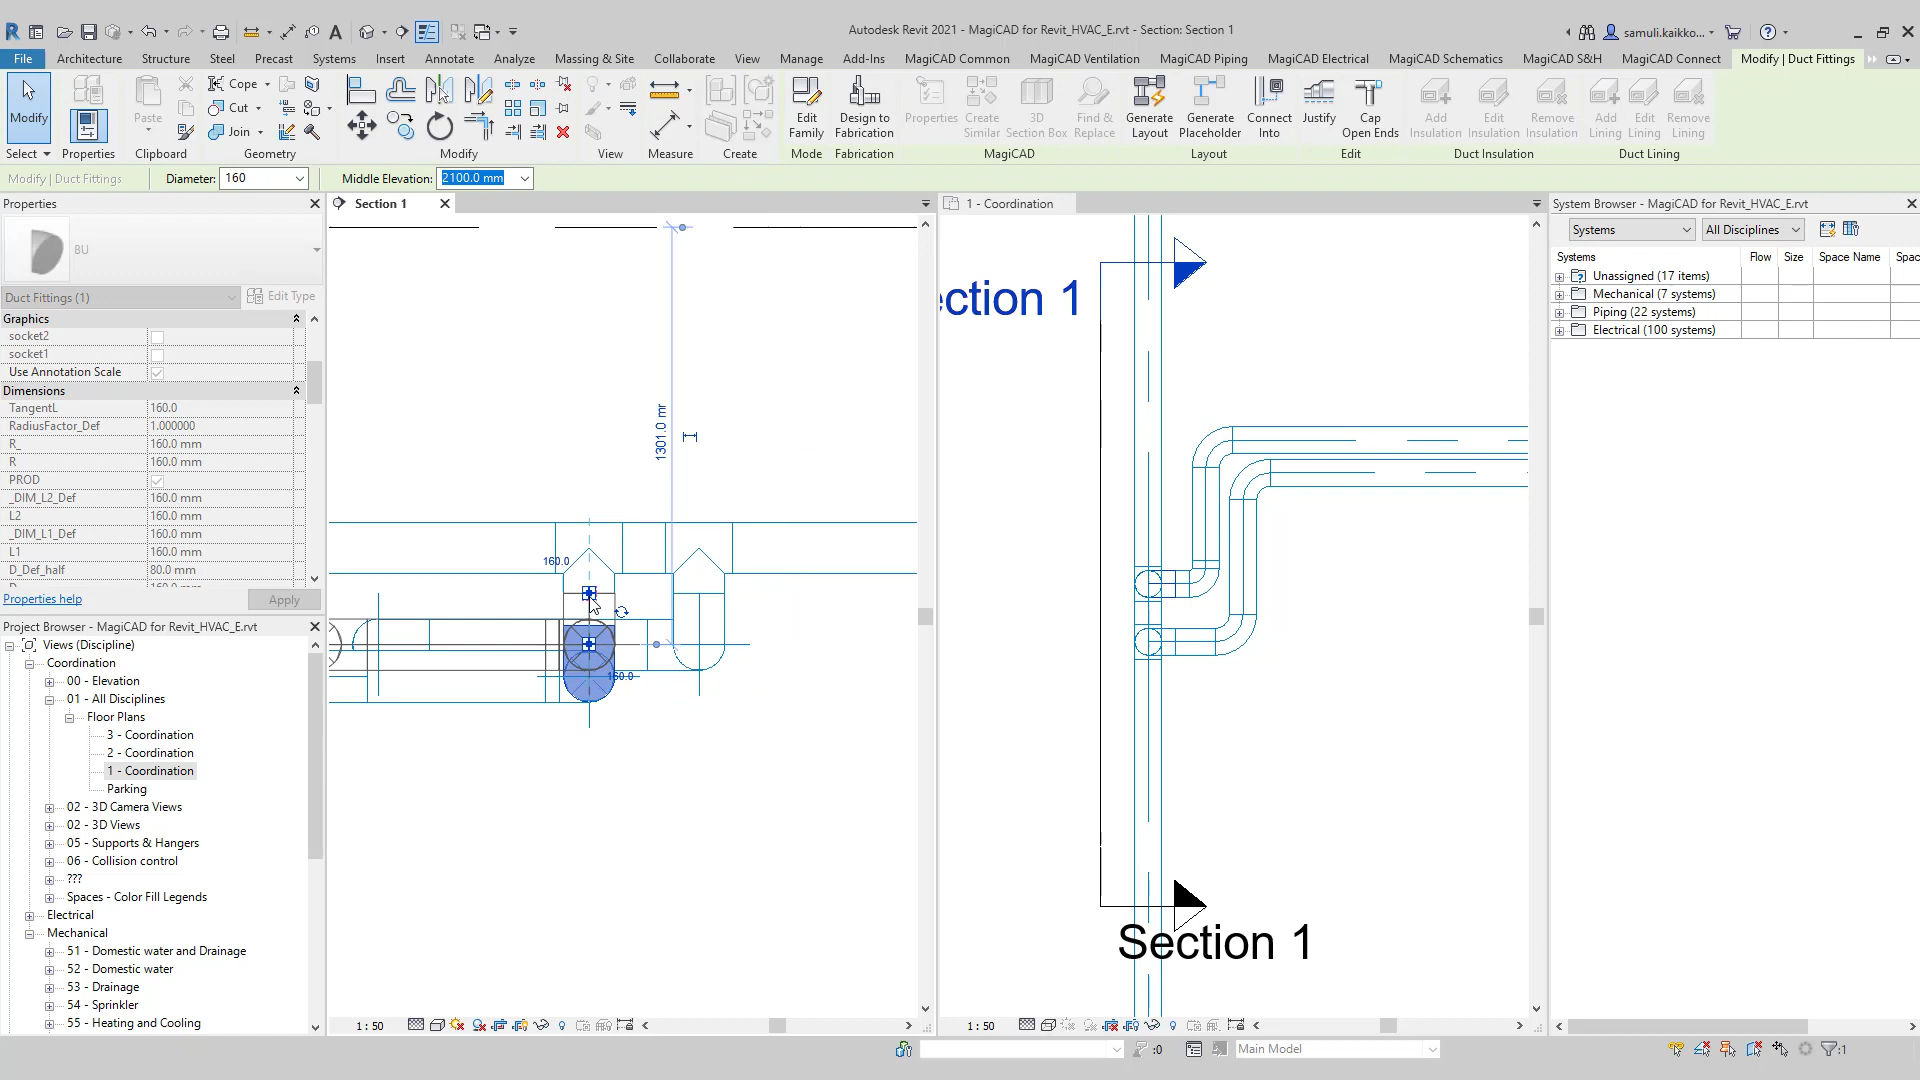 Autodesk Revit 2021 - MagiCAD for Revit_HVAC_E.rvt - Section: Section 1
samuli.kaikko...
File Architecture Structure Steel Precast Systems Insert Annotate Analyze Massing & Site Collaborate View Manage Add-Ins MagiCAD Common MagiCAD Ventilation MagiCAD Piping MagiCAD Electrical MagiCAD Schematics MagiCAD S&H MagiCAD Connect Modify | Duct Fittings
Modify
Paste
Cope
Cut
Join
Edit Family
Design to Fabrication
Properties
Create Similar
3D Section Box
Find & Replace
Generate Layout
Generate Placeholder
Connect Into
Justify
Cap Open Ends
Add Insulation
Edit Insulation
Remove Insulation
Add Lining
Edit Lining
Remove Lining
Select Properties Clipboard Geometry Modify View Measure Create Mode Fabrication MagiCAD Layout Edit Duct Insulation Duct Lining
Modify | Duct Fittings Diameter: 160 Middle Elevation: 2100.0 mm
Properties
BU
Duct Fittings (1) Edit Type
Graphics
socket2
socket1
Use Annotation Scale
Dimensions
TangentL 160.0
RadiusFactor_Def 1.000000
R_ 160.0 mm
R 160.0 mm
PROD
_DIM_L2_Def 160.0 mm
L2 160.0 mm
_DIM_L1_Def 160.0 mm
L1 160.0 mm
D_Def_half 80.0 mm
Properties help Apply
Project Browser - MagiCAD for Revit_HVAC_E.rvt
Views (Discipline)
Coordination
00 - Elevation
01 - All Disciplines
Floor Plans
3 - Coordination
2 - Coordination
1 - Coordination
Parking
02 - 3D Camera Views
02 - 3D Views
05 - Supports & Hangers
06 - Collision control
???
Spaces - Color Fill Legends
Electrical
Mechanical
51 - Domestic water and Drainage
52 - Domestic water
53 - Drainage
54 - Sprinkler
55 - Heating and Cooling
Section 1
1301.0 mr
160.0
160.0
1 : 50
1 - Coordination
ection 1
Section 1
1 : 50
System Browser - MagiCAD for Revit_HVAC_E.rvt
Systems All Disciplines
Systems Flow Size Space Name Spac
Unassigned (17 items)
Mechanical (7 systems)
Piping (22 systems)
Electrical (100 systems)
:0
Main Model
:1